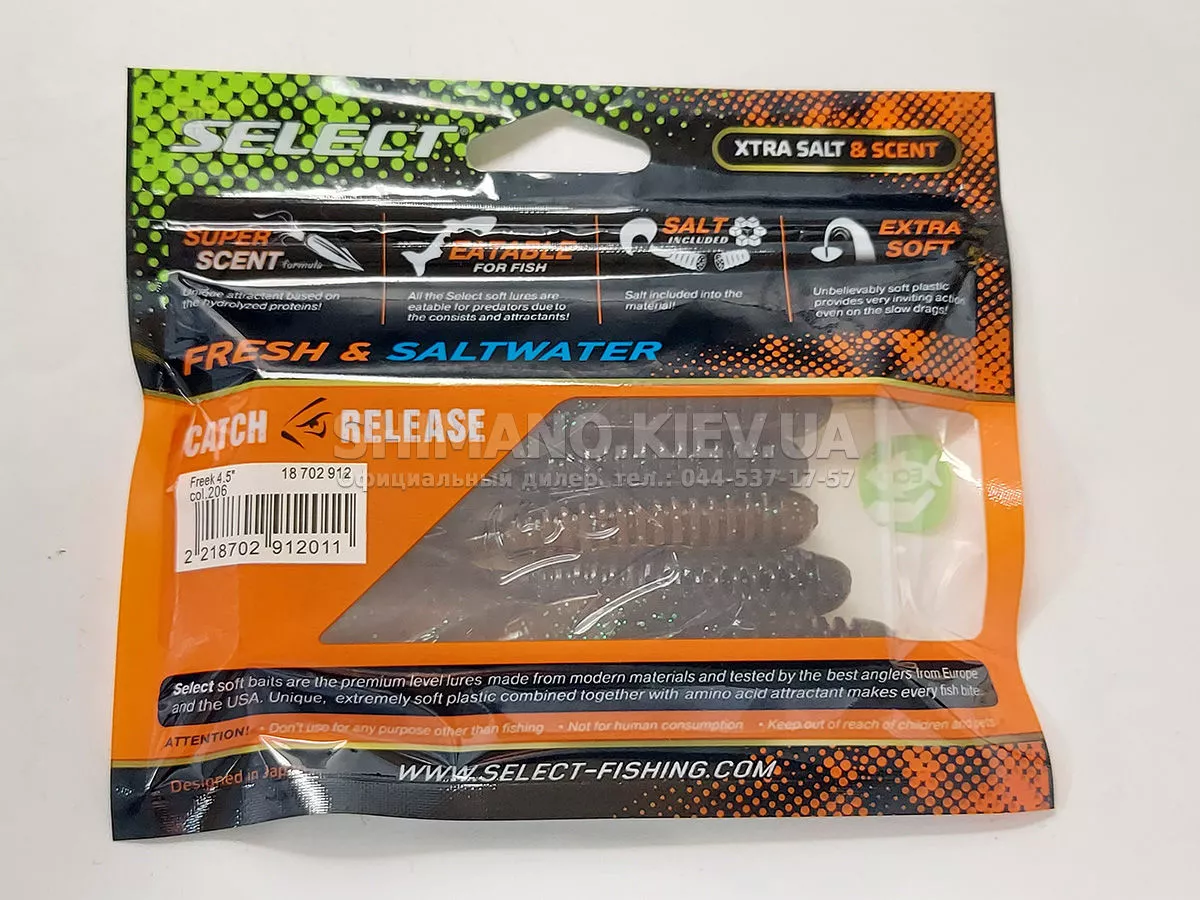 SELECT®
XTRA SALT & SCENT
SUPER
SCENT formula
Unique attractant based on
the hydrolyzed proteins!
EATABLE
FOR FISH
All the Select soft lures are
eatable for predators due to
the consists and attractants!
SALT
INCLUDED
Salt included into the
material!
EXTRA
SOFT
Unbelievably soft plastic
provides very inviting action
even on the slow drags!
FRESH & SALTWATER
CATCH RELEASE
SHIMANO.KIEV.UA
Официальный дилер. тел.: 044-537-17-57
Freek 4.5" 18 702 912
col.206
2 218702 912011
ECO
Select soft baits are the premium level lures made from modern materials and tested by the best anglers from Europe
and the USA. Unique, extremely soft plastic combined together with amino acid attractant makes every fish bite.
ATTENTION! • Don't use for any purpose other than fishing • Not for human consumption • Keep out of reach of children and pets
Designed in Japan
WWW.SELECT-FISHING.COM